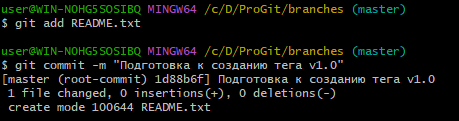 user@WIN-NOHG5SOSIBQ MINGW64 /c/D/ProGit/branches (master)
$ git add README.txt
user@WIN-NOHG5SOSIBQ MINGW64 /c/D/ProGit/branches (master)
$ git commit -m "Подготовка к созданию тега v1.0"
[master (root-commit) 1d88b6f] Подготовка к созданию тега v1.0
1 file changed, 0 insertions(+), 0 deletions(-)
create mode 100644 README.txt